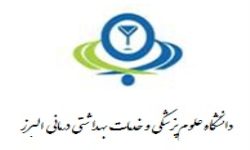 دانشگاه علوم پزشکی و خدمات بهداشتی درمانی البرز